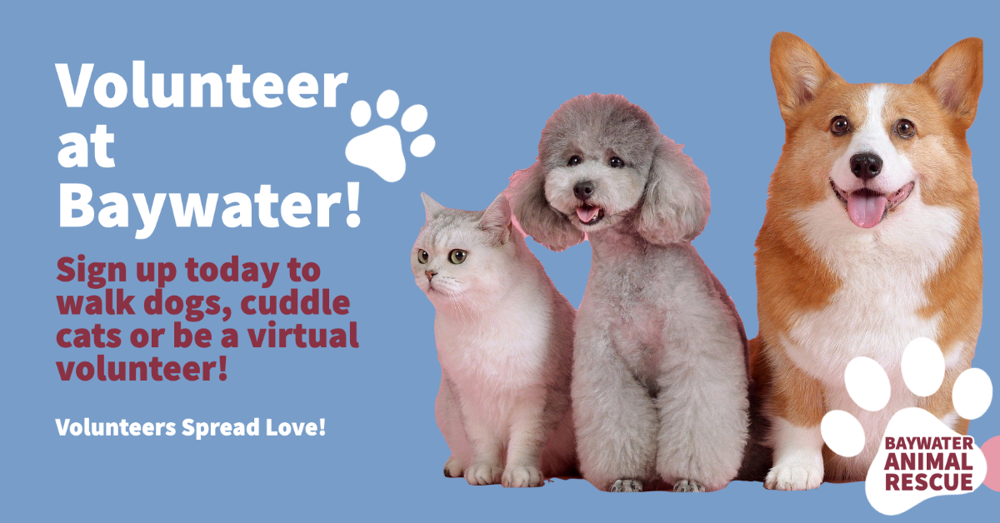 Volunteer
at
Baywater!
Sign up today to
walk dogs, cuddle
cats or be a virtual
volunteer!
Volunteers Spread Love!
BAYWATER
ANIMAL
RESCUE